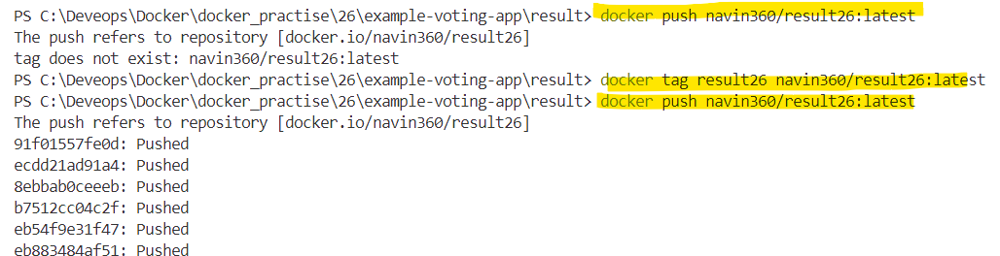 PS C:\Deveops\Docker\docker_practise\26\example-voting-app\result> docker push navin360/result26:latest
The push refers to repository [docker.io/navin360/result26]
tag does not exist: navin360/result26:latest
PS C:\Deveops\Docker\docker_practise\26\example-voting-app\result> docker tag result26 navin360/result26:latest
PS C:\Deveops\Docker\docker_practise\26\example-voting-app\result> docker push navin360/result26:latest
The push refers to repository [docker.io/navin360/result26]
91f01557fe0d: Pushed
ecdd21ad91a4: Pushed
8ebbab0ceeeb: Pushed
b7512cc04c2f: Pushed
eb54f9e31f47: Pushed
eb883484af51: Pushed